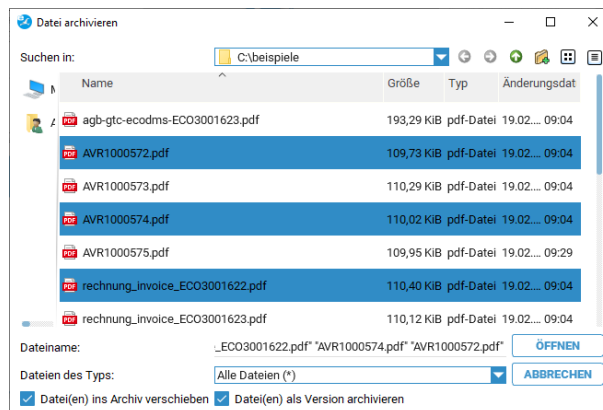 Datei archivieren
Suchen in: C:\beispiele
Name Größe Typ Änderungsdat
agb-gtc-ecodms-ECO3001623.pdf 193,29 KiB pdf-Datei 19.02.... 09:04
AVR1000572.pdf 109,73 KiB pdf-Datei 19.02.... 09:04
AVR1000573.pdf 110,29 KiB pdf-Datei 19.02.... 09:04
AVR1000574.pdf 110,02 KiB pdf-Datei 19.02.... 09:04
AVR1000575.pdf 109,95 KiB pdf-Datei 19.02.... 09:29
rechnung_invoice_ECO3001622.pdf 110,40 KiB pdf-Datei 19.02.... 09:04
rechnung_invoice_ECO3001623.pdf 110,12 KiB pdf-Datei 19.02.... 09:04
Dateiname: _ECO3001622.pdf" "AVR1000574.pdf" "AVR1000572.pdf" ÖFFNEN
Dateien des Typs: Alle Dateien (*) ABBRECHEN
Datei(en) ins Archiv verschieben Datei(en) als Version archivieren